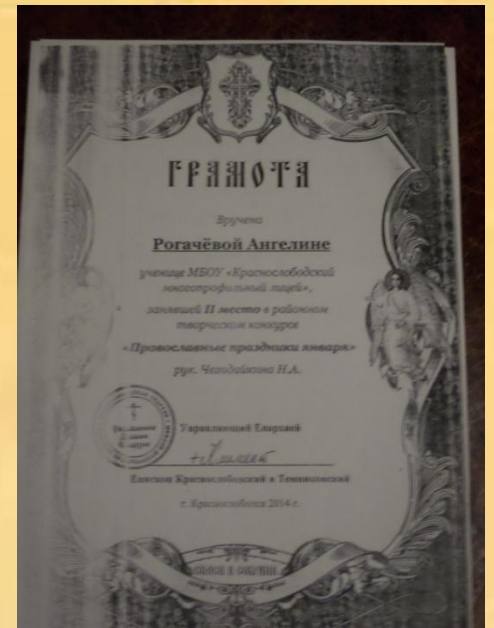 ГРАМОТА
Вручена
Рогачёвой Ангелине
ученице МБОУ «Краснослободский
многопрофильный лицей»,
занявшей II место в районном
творческом конкурсе
«Православные праздники января»
рук. Чегодайкина Н.А.
Управляющий Епархией
Епископ Краснослободский и Темниковский
г. Краснослободск 2014 г.